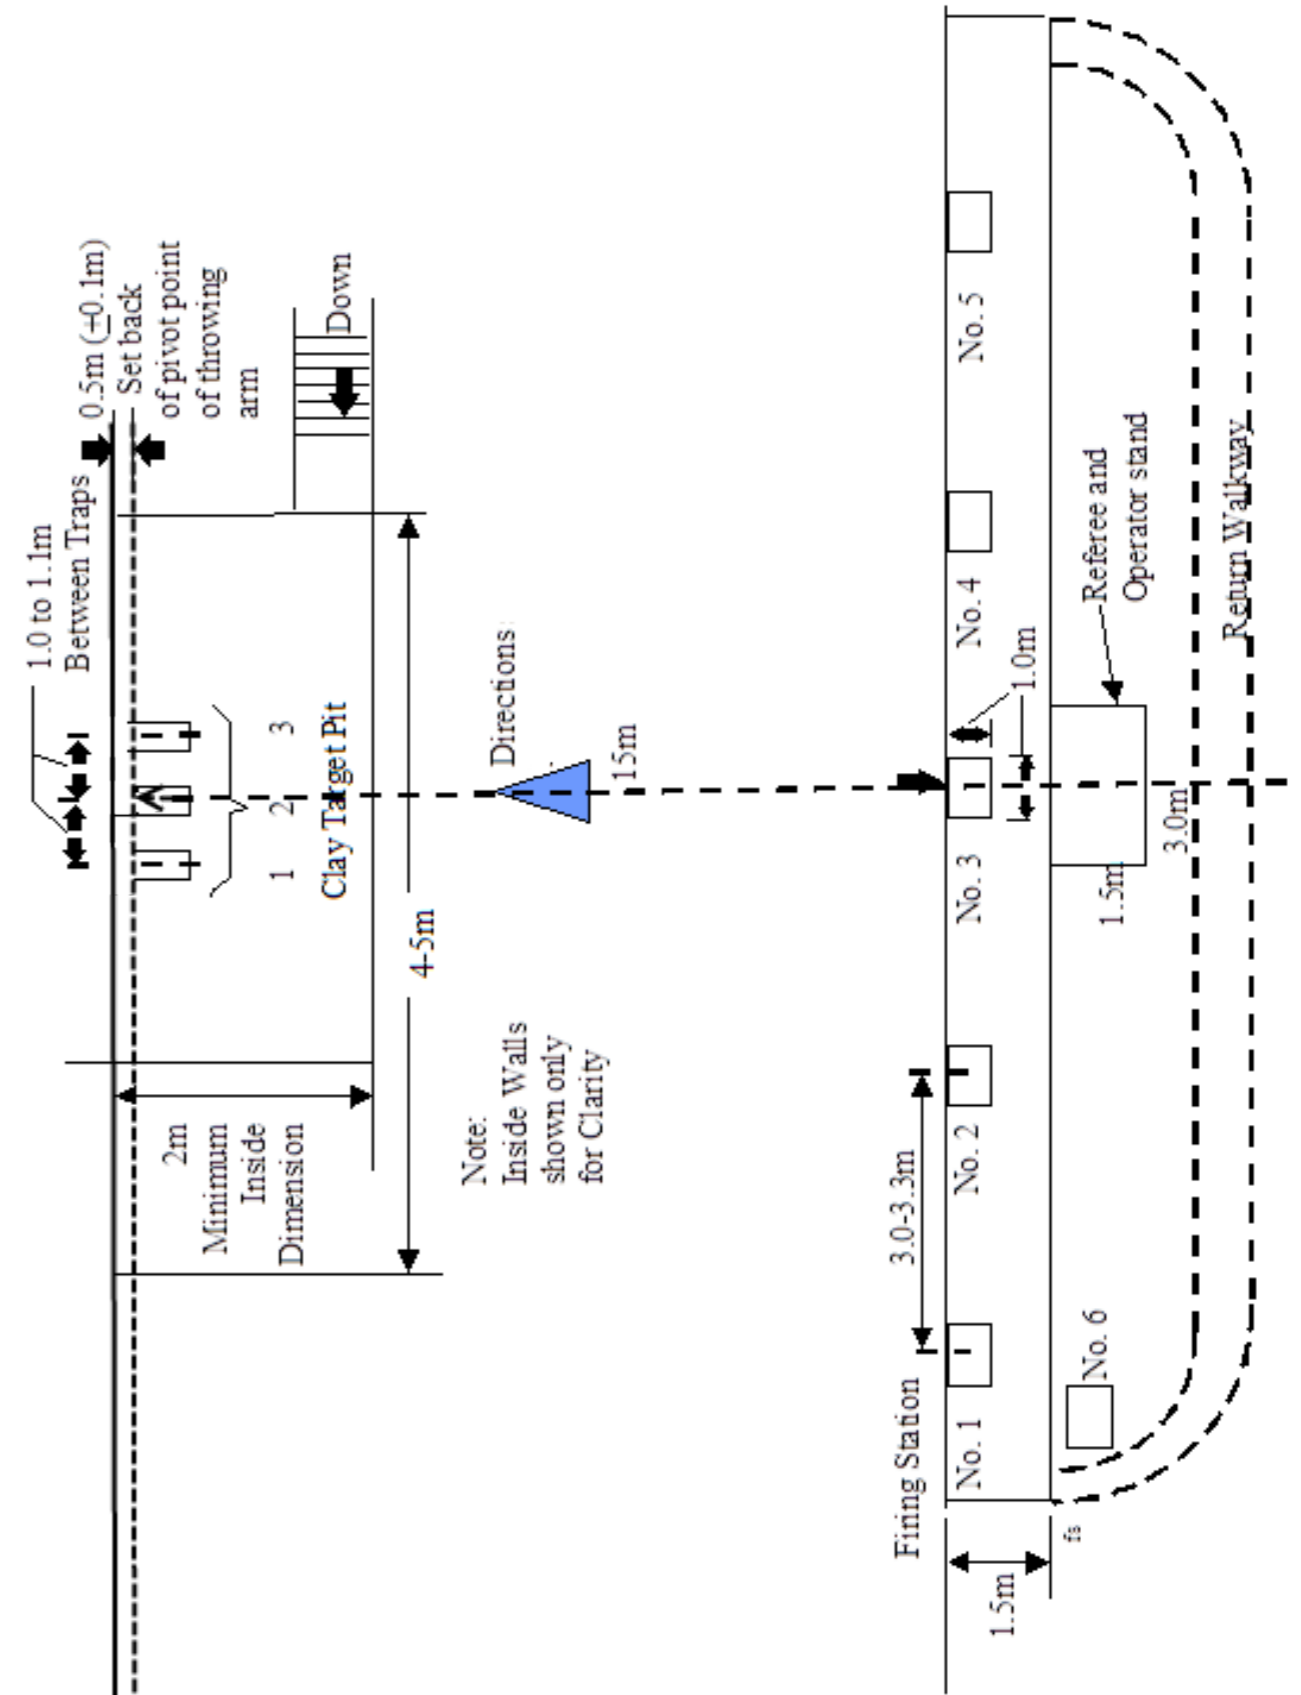 1.0 to 1.1m
Between Traps
0.5m (±0.1m)
Set back
of pivot point
of throwing
arm
Down
1 2 3
Clay Target Pit
2m
Minimum
Inside
Dimension
4-5m
Note:
Inside Walls
shown only
for Clarity
Directions:
15m
Firing Station
3.0-3.3m
No. 1
No. 2
No. 3
No. 4
No. 5
1.0m
1.5m
fs
No. 6
1.5m
3.0m
Referee and
Operator stand
Return Walkway